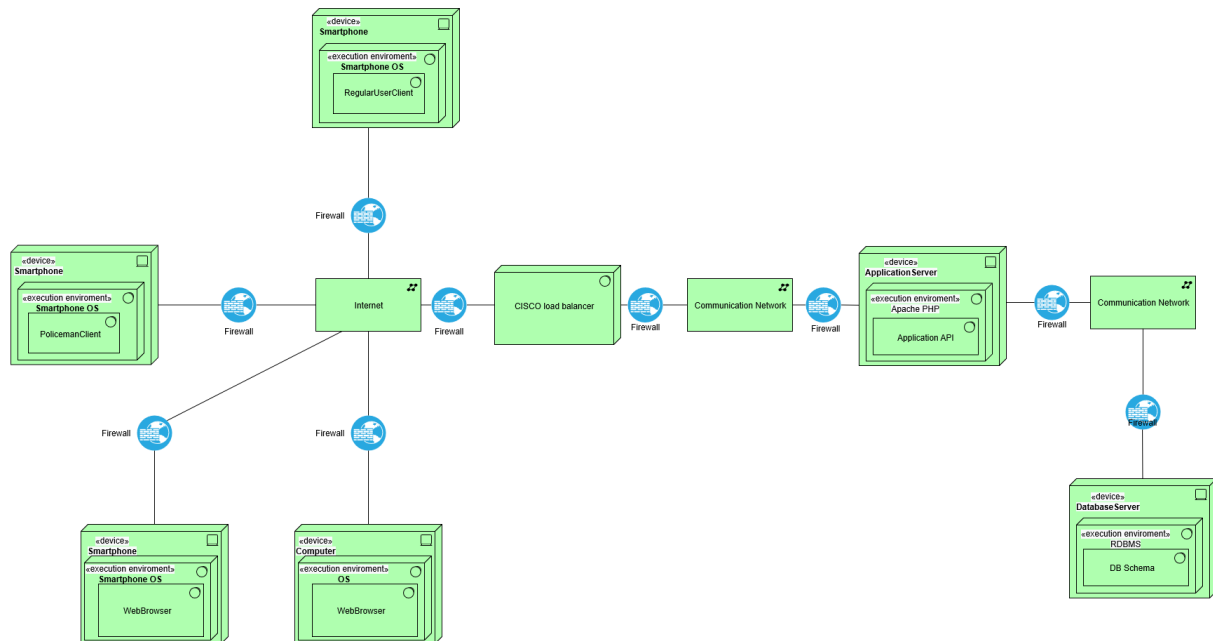 «device»
Smartphone
«execution enviroment»
Smartphone OS
RegularUserClient
Firewall
«device»
Smartphone
«execution enviroment»
Smartphone OS
PolicemanClient
Firewall
Internet
Firewall
CISCO load balancer
Firewall
Communication Network
Firewall
«device»
ApplicationServer
«execution enviroment»
Apache PHP
Application API
Firewall
Communication Network
Firewall
Firewall
Firewall
«device»
DatabaseServer
«execution enviroment»
RDBMS
DB Schema
«device»
Smartphone
«execution enviroment»
Smartphone OS
WebBrowser
«device»
Computer
«execution enviroment»
OS
WebBrowser